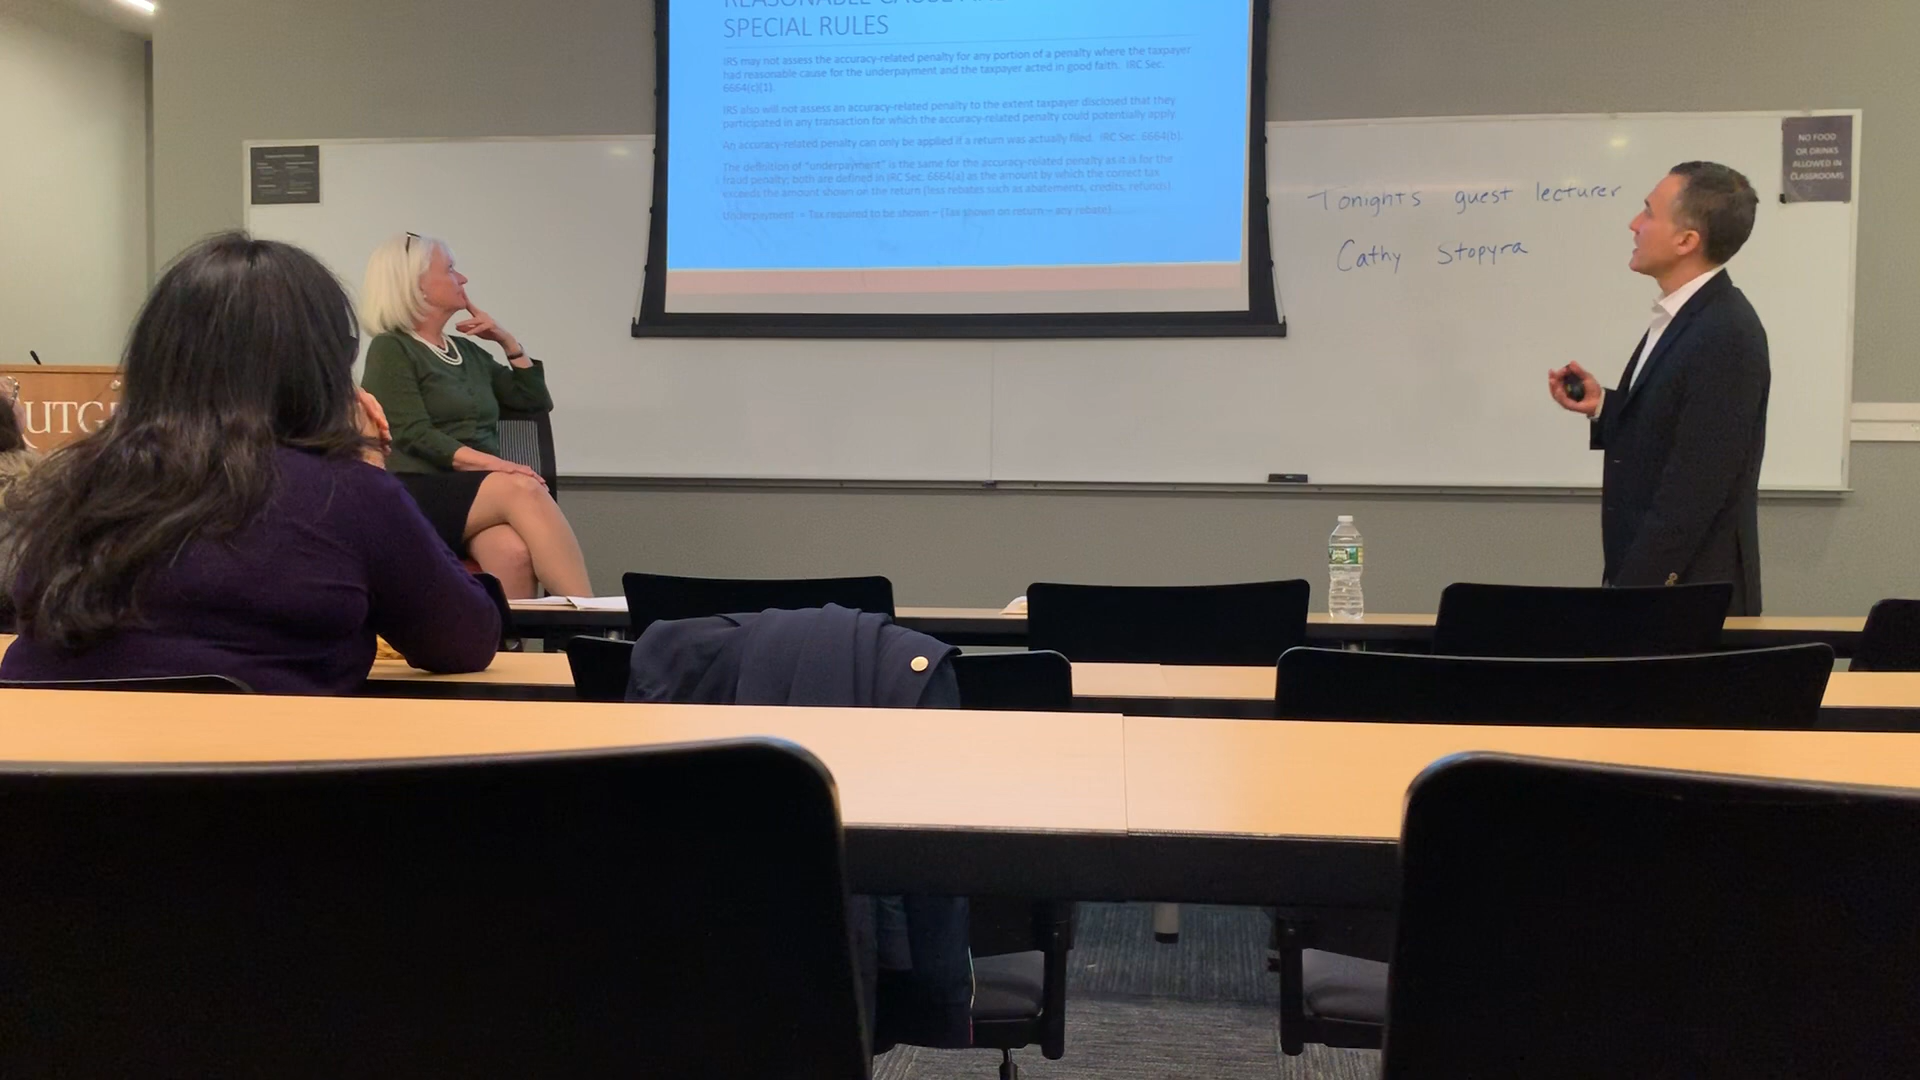 SPECIAL RULES
IRS may not assess the accuracy-related penalty for any portion of a penalty where the taxpayer
had reasonable cause for the underpayment and the taxpayer acted in good faith. IRC Sec.
6664(c)(1).
IRS also will not assess an accuracy-related penalty to the extent taxpayer disclosed that they
participated in any transaction for which the accuracy-related penalty could potentially apply
An accuracy-related penalty can only be applied if a return was actually filed. IRC Sec. 6664(b).
The definition of "underpayment" is the same for the accuracy-related penalty as it is for the
fraud penalty; both are defined in IRC Sec. 6664(a) as the amount by which the correct tax
exceeds the amount shown on the return (less rebates such as abatements, credits, refunds).
Underpayment = Tax required to be shown – (Tax shown on return – any rebate)
Tonights guest lecturer
Cathy Stopyra
NO FOOD
OR DRINKS
ALLOWED IN
CLASSROOMS